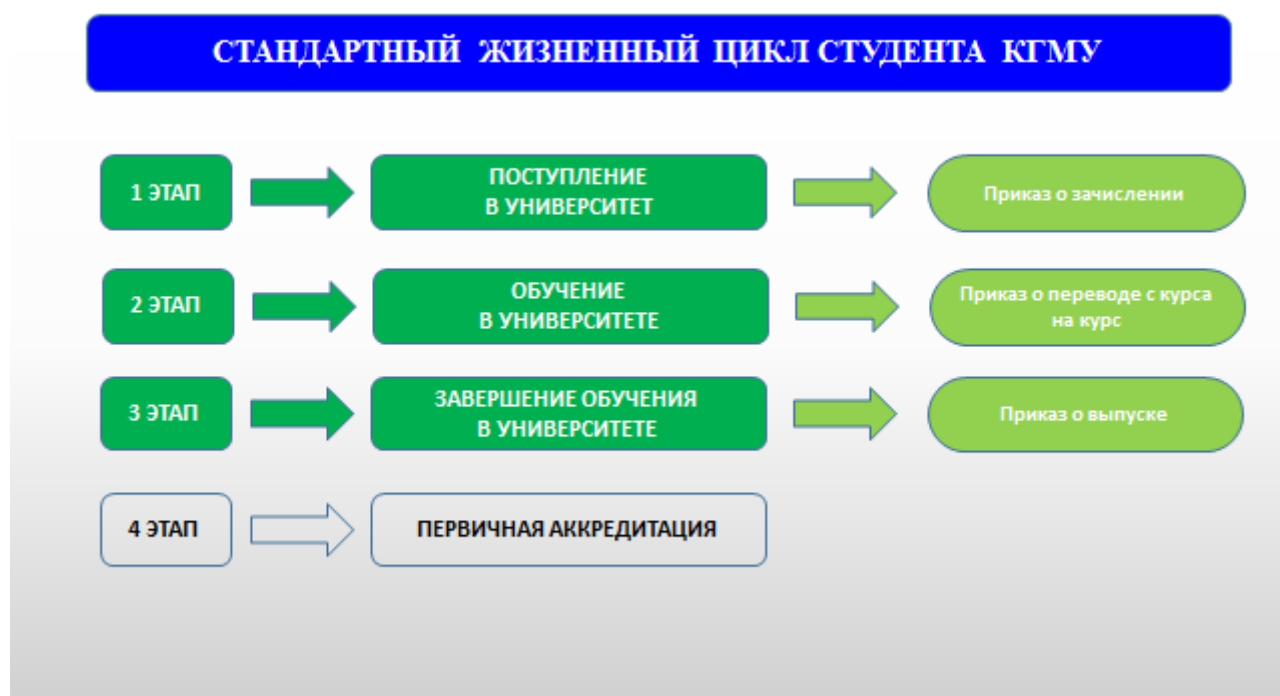 СТАНДАРТНЫЙ ЖИЗНЕННЫЙ ЦИКЛ СТУДЕНТА КГМУ
1 ЭТАП
ПОСТУПЛЕНИЕ
В УНИВЕРСИТЕТ
Приказ о зачислении
2 ЭТАП
ОБУЧЕНИЕ
В УНИВЕРСИТЕТЕ
Приказ о переводе с курса
на курс
3 ЭТАП
ЗАВЕРШЕНИЕ ОБУЧЕНИЯ
В УНИВЕРСИТЕТЕ
Приказ о выпуске
4 ЭТАП
ПЕРВИЧНАЯ АККРЕДИТАЦИЯ